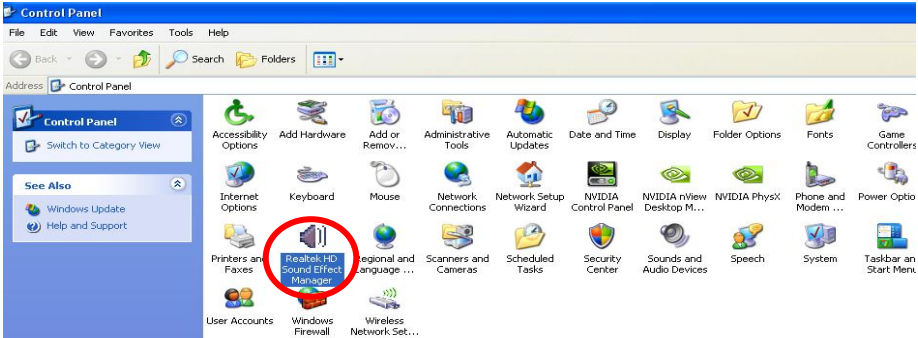 Control Panel
File Edit View Favorites Tools Help
Back Search Folders
Address Control Panel
Control Panel
Switch to Category View
See Also
Windows Update
Help and Support
Accessibility Options
Add Hardware
Add or Remov...
Administrative Tools
Automatic Updates
Date and Time
Display
Folder Options
Fonts
Game Controllers
Internet Options
Keyboard
Mouse
Network Connections
Network Setup Wizard
NVIDIA Control Panel
NVIDIA nView Desktop M...
NVIDIA PhysX
Phone and Modem ...
Power Optio
Printers and Faxes
Realtek HD Sound Effect Manager
Regional and Language ...
Scanners and Cameras
Scheduled Tasks
Security Center
Sounds and Audio Devices
Speech
System
Taskbar an
Start Menu
User Accounts
Windows Firewall
Wireless Network Set...